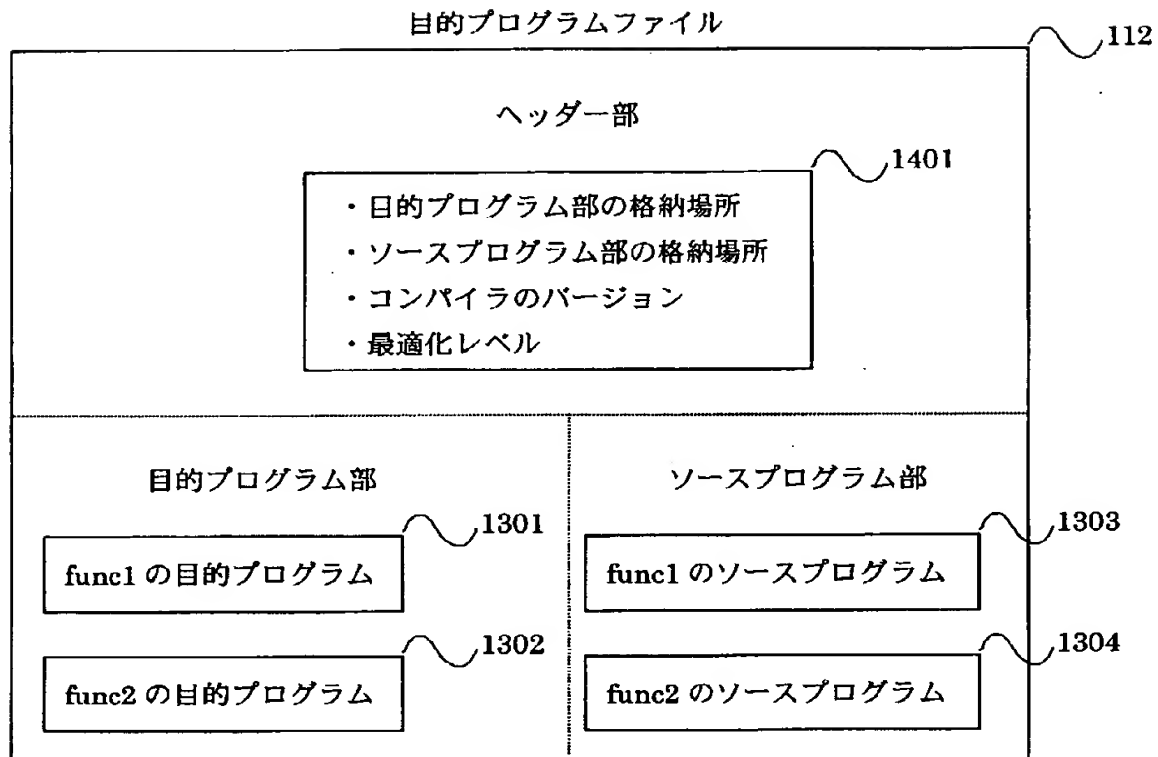 目的プログラムファイル
112
ヘッダー部
1401
・目的プログラム部の格納場所
・ソースプログラム部の格納場所
・コンパイラのバージョン
・最適化レベル
目的プログラム部
ソースプログラム部
1301
1303
func1 の目的プログラム
func1 のソースプログラム
1302
1304
func2 の目的プログラム
func2 のソースプログラム